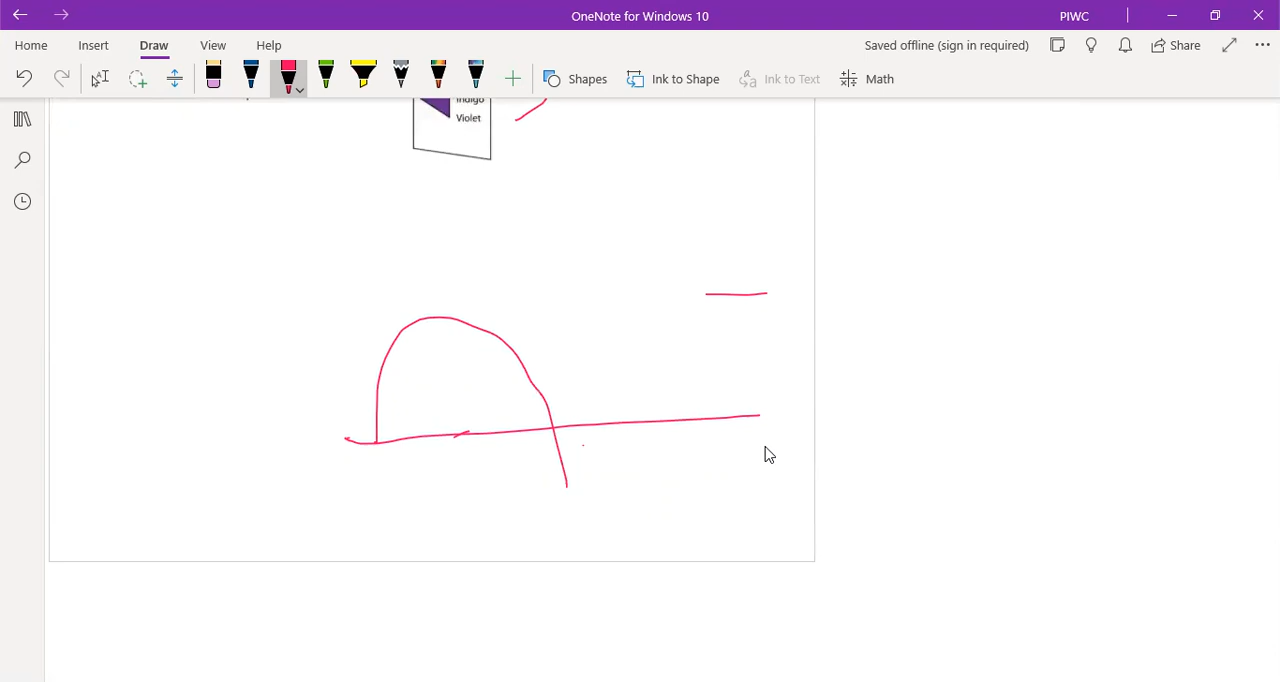 OneNote for Windows 10
PIWC
Home Insert Draw View Help
Saved offline (sign in required)
Share
Shapes
Ink to Shape
Ink to Text
Math
Indigo
Violet